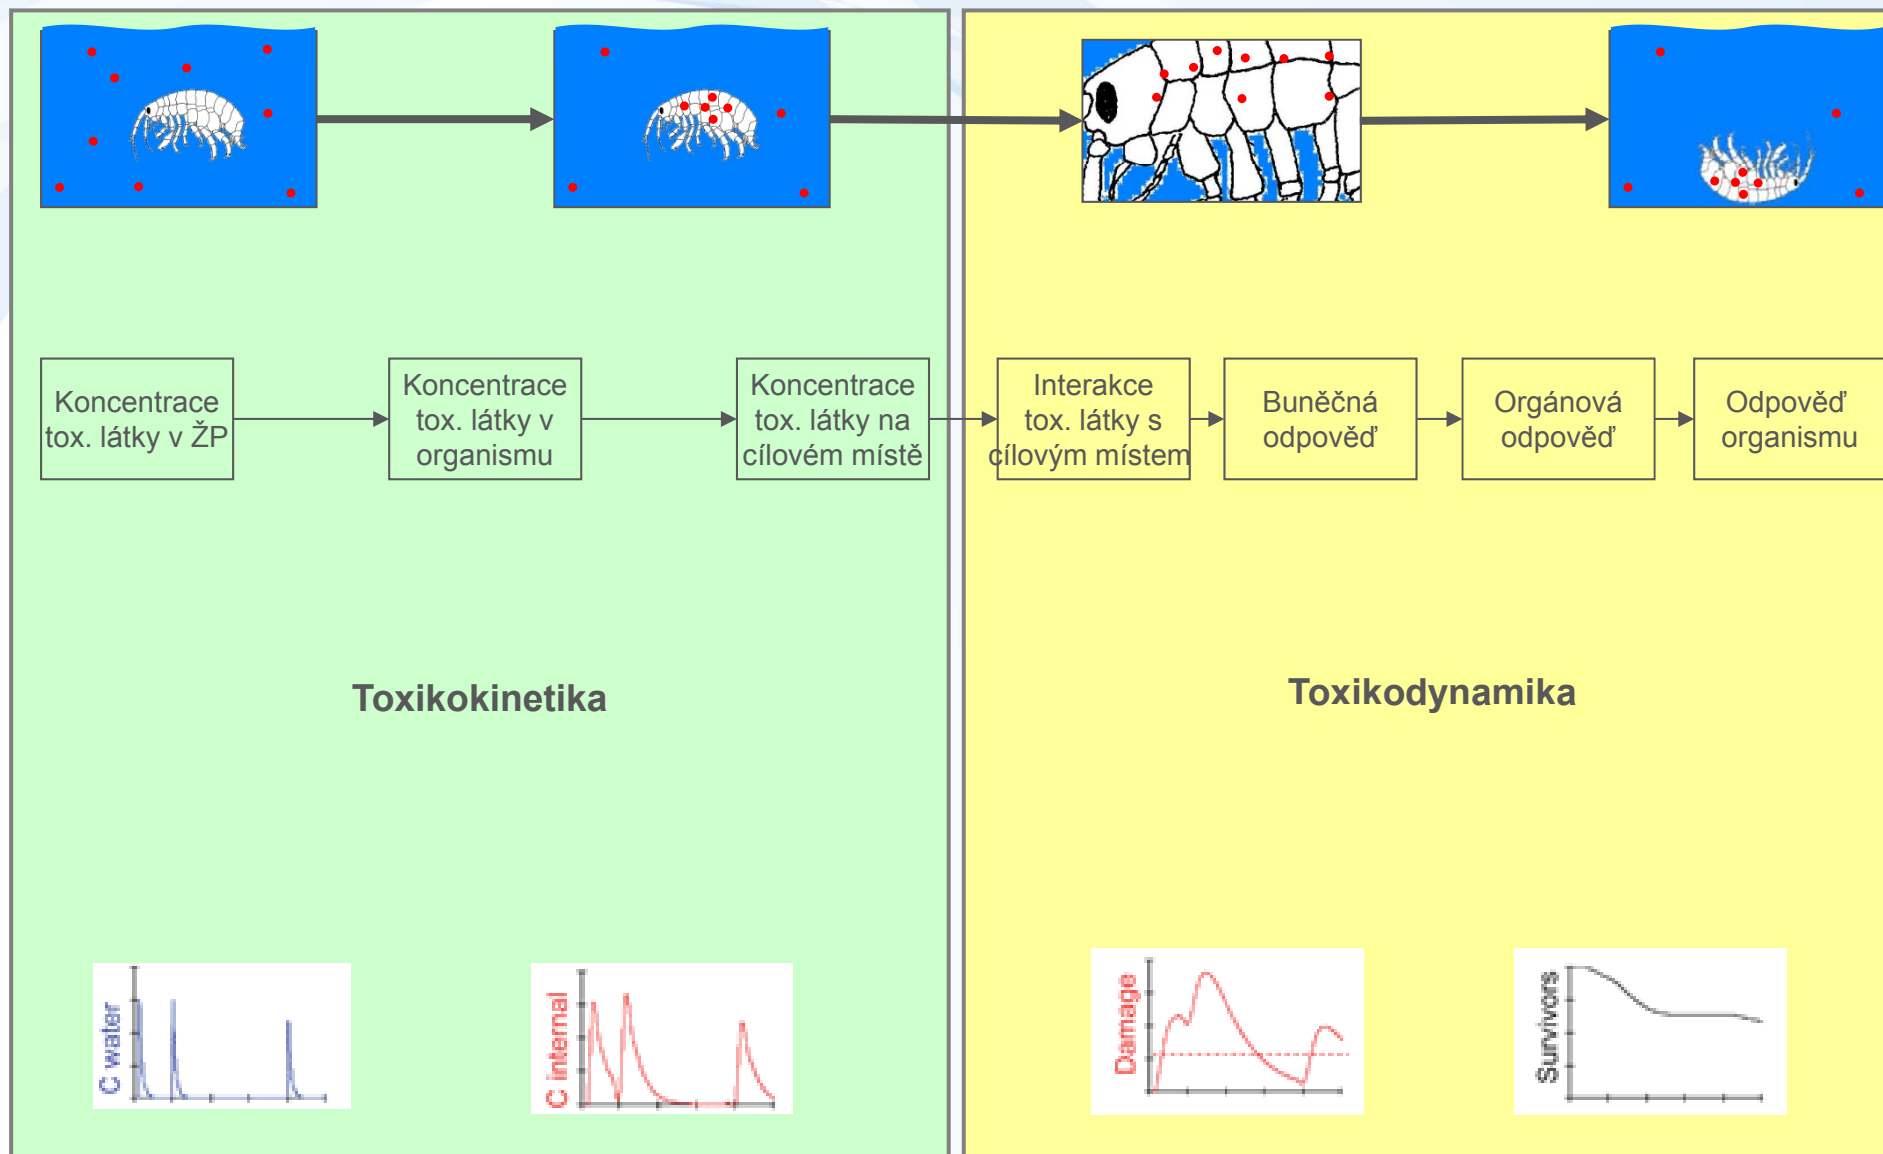 Koncentrace
tox. látky v ŽP
Koncentrace
tox. látky v
organismu
Koncentrace
tox. látky na
cílovém místě
Interakce
tox. látky s
cílovým místem
Buněčná
odpověď
Orgánová
odpověď
Odpověď
organismu
Toxikokinetika
Toxikodynamika
C water
C internal
Damage
Survivors